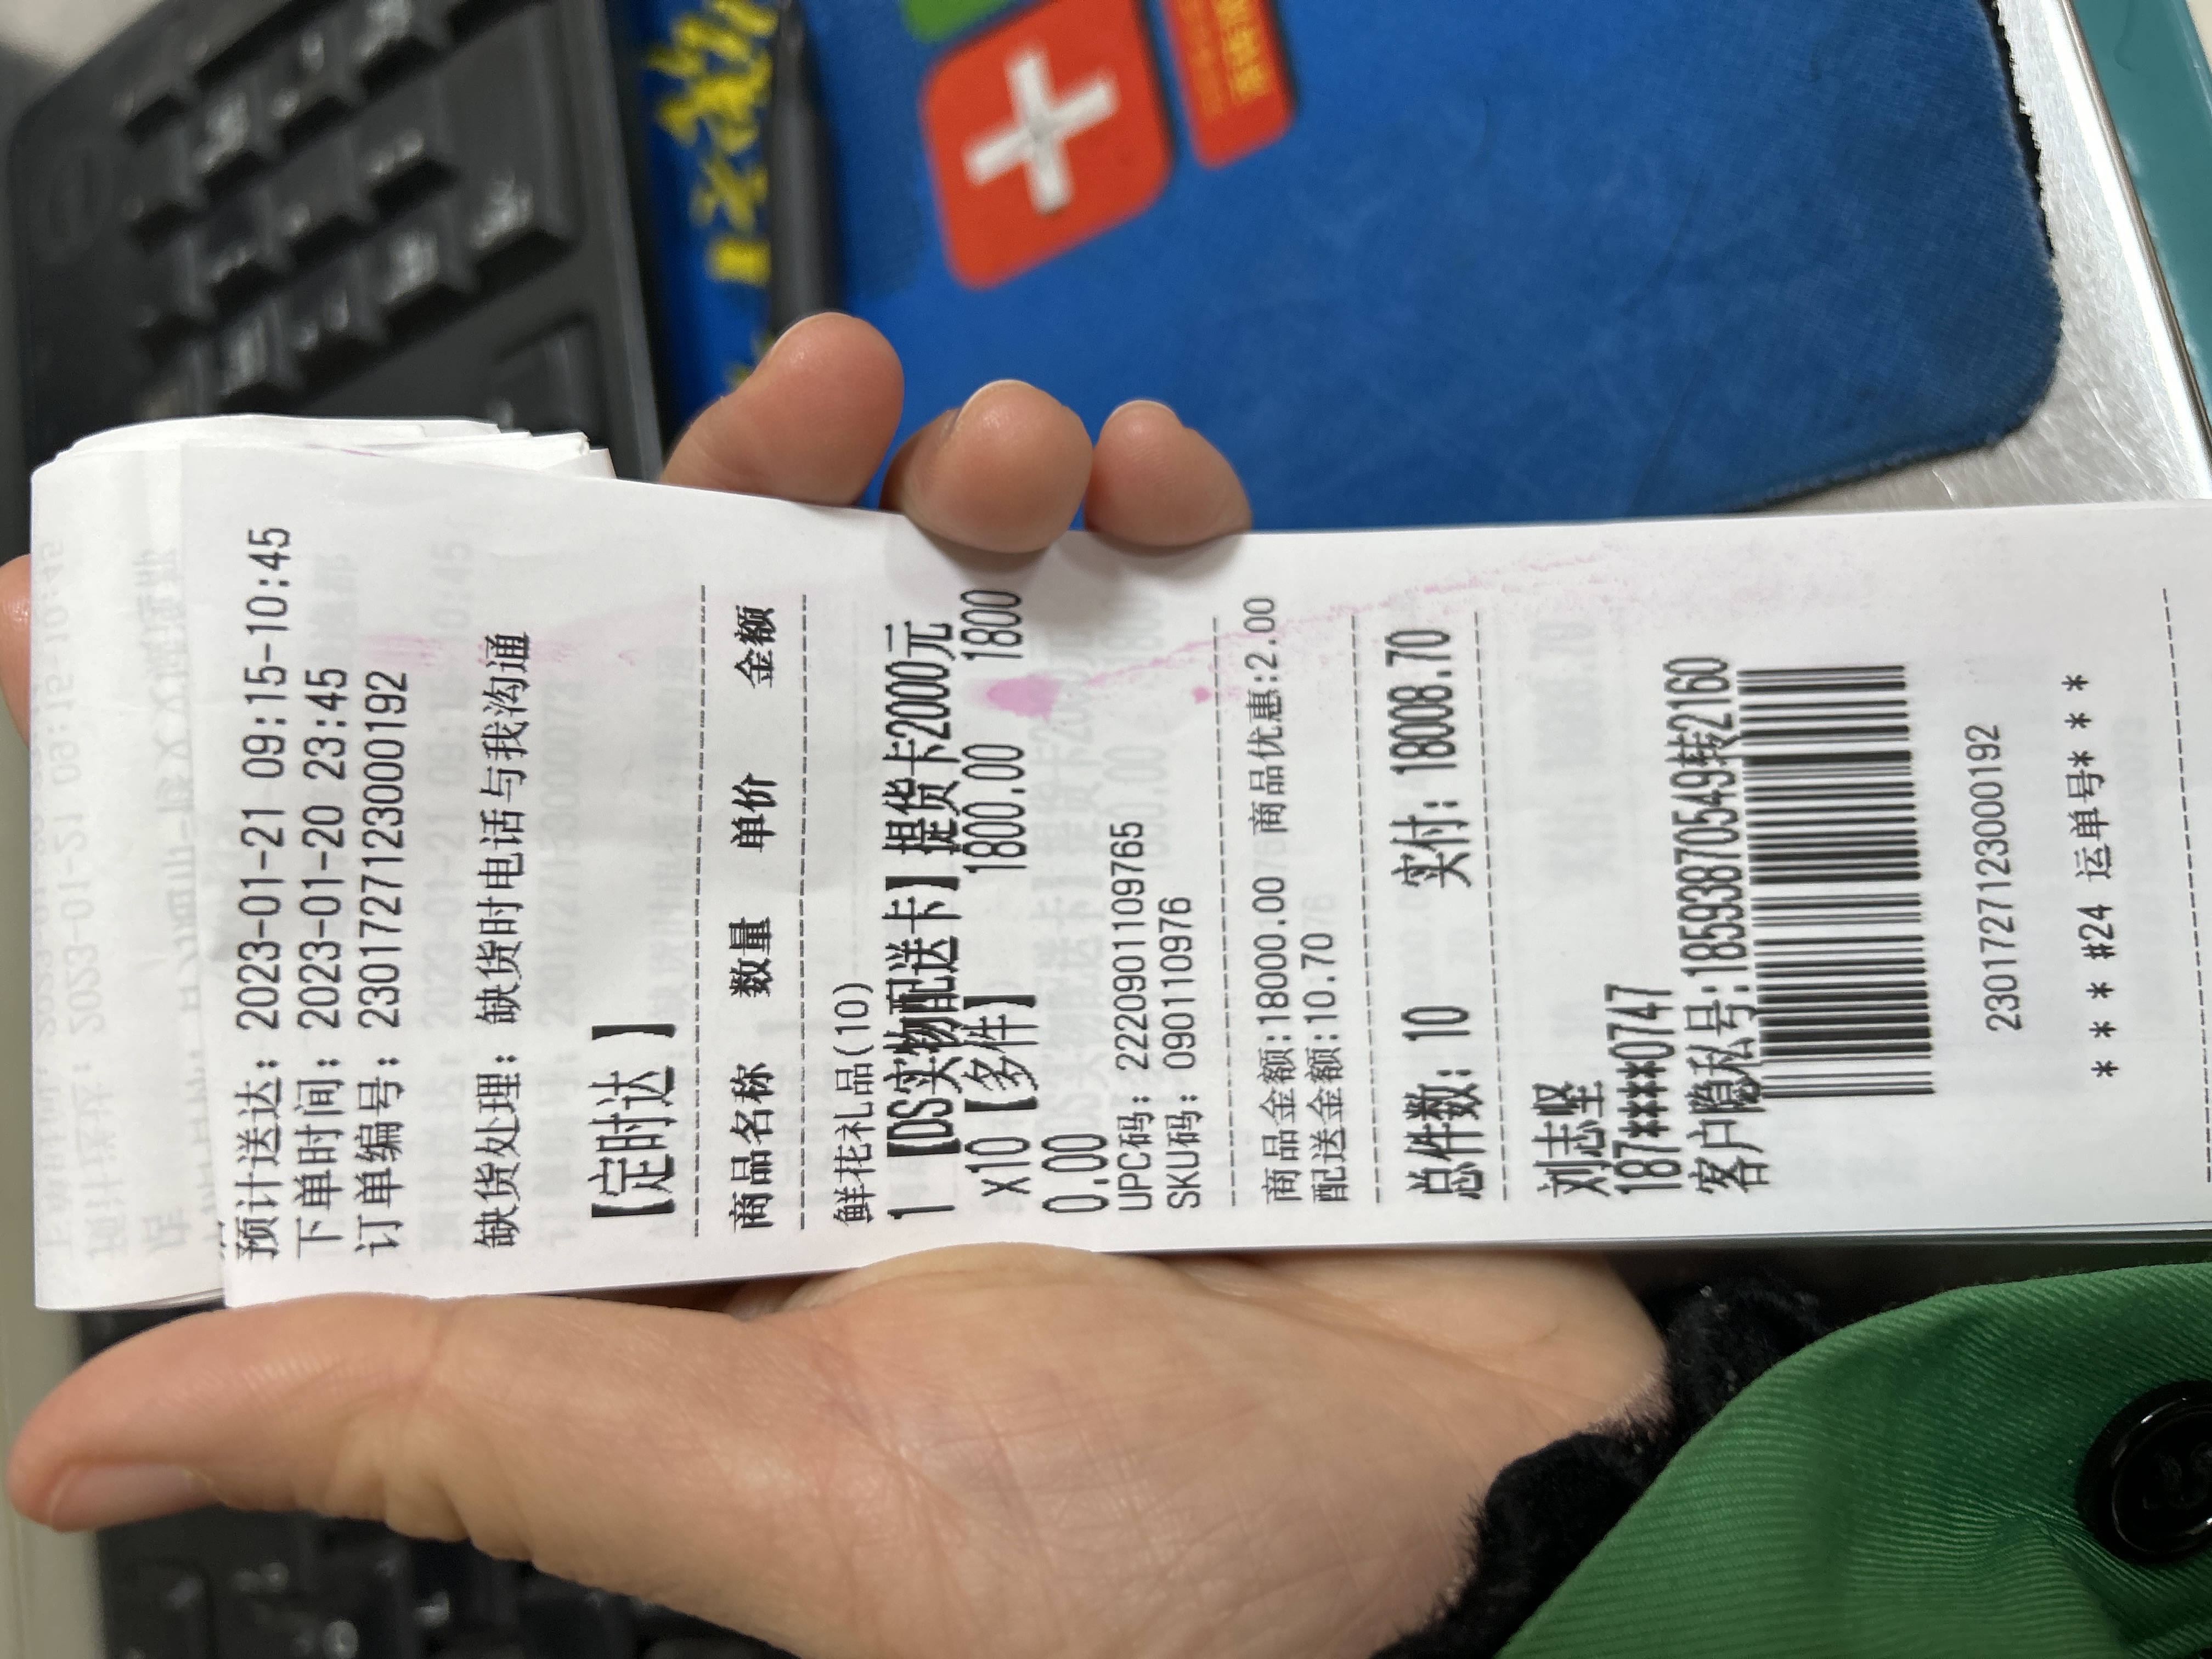 预计送达: 2023-01-21 09:15-10:45
下单时间: 2023-01-20 23:45
订单编号: 2301727123000192
缺货处理: 缺货时电话与我沟通
【定时达 】
商品名称 数量 单价 金额
鲜花礼品(10)
1 【DS实物配送卡】提货卡2000元
x10【多件】 1800.00 1800
0.00
UPC码: 2220901109765
SKU码: 090110976
商品金额:18000.00 商品优惠:2.00
配送金额:10.70
总件数: 10 实付: 18008.70
刘志坚
187****0747
客户隐私号:18593870549转2160
2301727123000192
* * * #24 运单号* * *